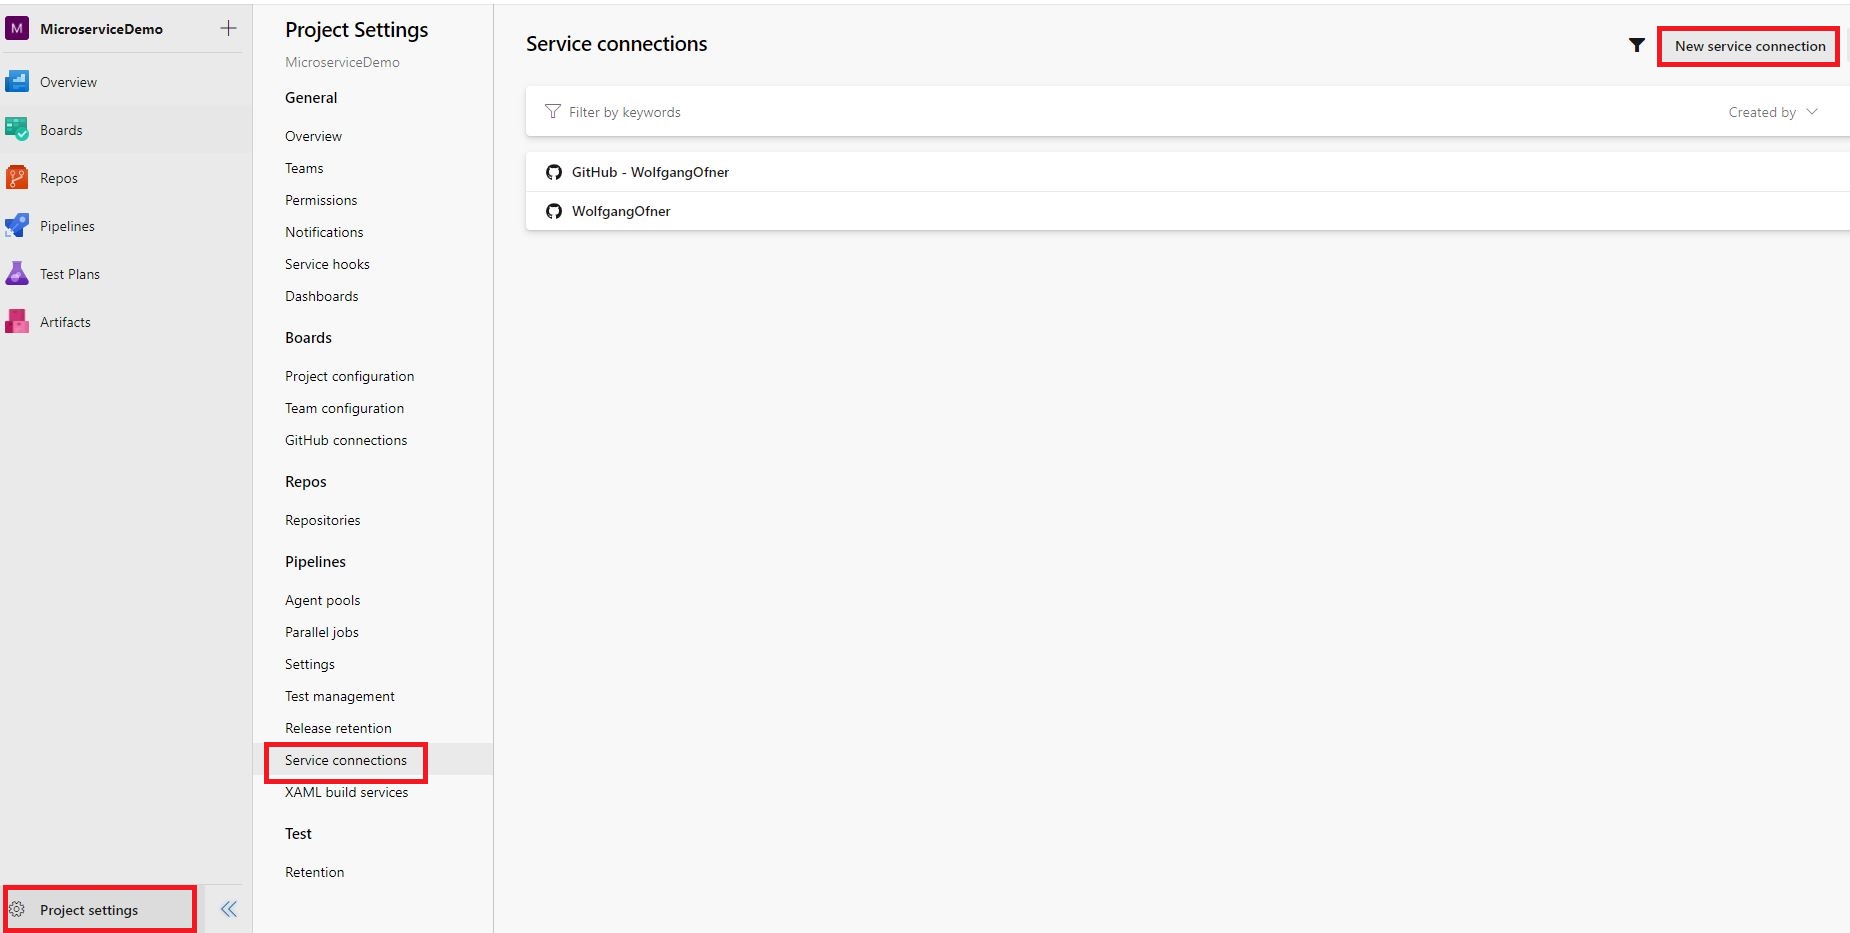 M MicroserviceDemo
Overview
Boards
Repos
Pipelines
Test Plans
Artifacts
Project settings
Project Settings
MicroserviceDemo
General
Overview
Teams
Permissions
Notifications
Service hooks
Dashboards
Boards
Project configuration
Team configuration
GitHub connections
Repos
Repositories
Pipelines
Agent pools
Parallel jobs
Settings
Test management
Release retention
Service connections
XAML build services
Test
Retention
Service connections
New service connection
Filter by keywords
Created by
GitHub - WolfgangOfner
WolfgangOfner